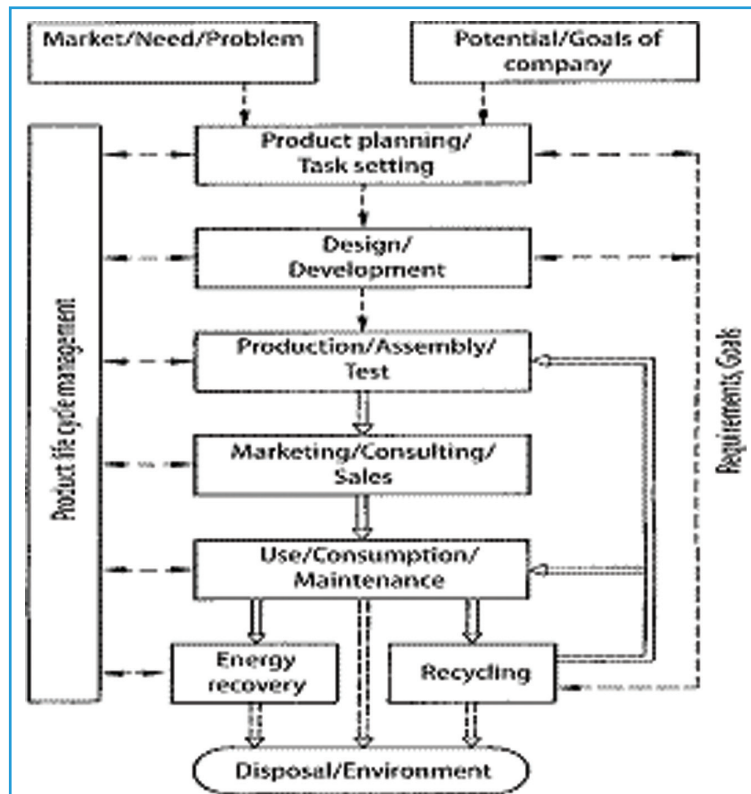 Market/Need/Problem
Potential/Goals of
company
Product planning/
Task setting
Design/
Development
Production/Assembly/
Test
Marketing/Consulting/
Sales
Use/Consumption/
Maintenance
Energy
recovery
Recycling
Disposal/Environment
Product life cycle management
Requirements, Goals